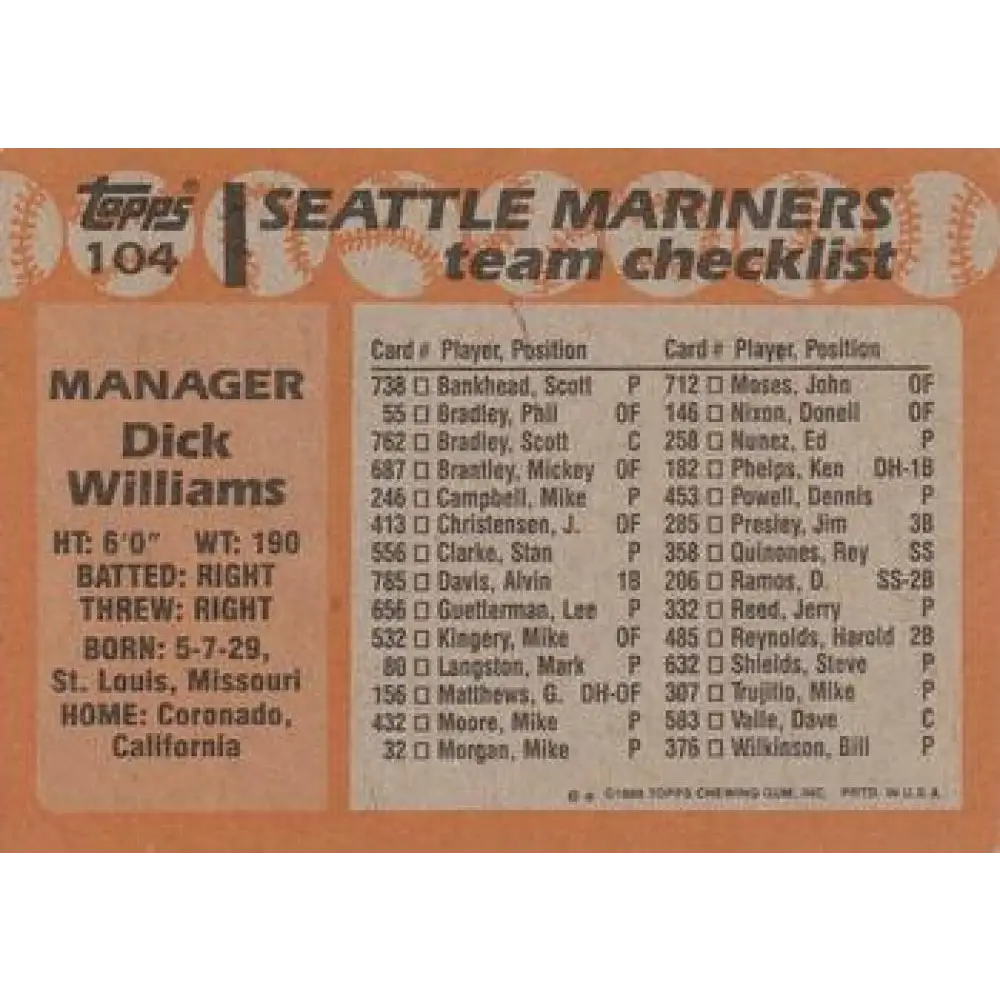 Topps®
104
SEATTLE MARINERS
team checklist
MANAGER
Dick
Williams
HT: 6'0" WT: 190
BATTED: RIGHT
THREW: RIGHT
BORN: 5-7-29,
St. Louis, Missouri
HOME: Coronado,
California
Card # Player, Position
738 □ Bankhead, Scott P
55 □ Bradley, Phil OF
762 □ Bradley, Scott C
687 □ Brantley, Mickey OF
246 □ Campbell, Mike P
413 □ Christensen, J. OF
556 □ Clarke, Stan P
785 □ Davis, Alvin 1B
656 □ Guetterman, Lee P
532 □ Kingery, Mike OF
80 □ Langston, Mark P
156 □ Matthews, G. DH-OF
432 □ Moore, Mike P
32 □ Morgan, Mike P
Card # Player, Position
712 □ Moses, John OF
146 □ Nixon, Donell OF
258 □ Nunez, Ed P
182 □ Phelps, Ken DH-1B
453 □ Powell, Dennis P
285 □ Presley, Jim 3B
358 □ Quinones, Rey SS
206 □ Ramos, D. SS-2B
332 □ Reed, Jerry P
485 □ Reynolds, Harold 2B
632 □ Shields, Steve P
307 □ Trujillo, Mike P
583 □ Valle, Dave C
376 □ Wilkinson, Bill P
©1988 TOPPS CHEWING GUM, INC. PRTD. IN U.S.A.